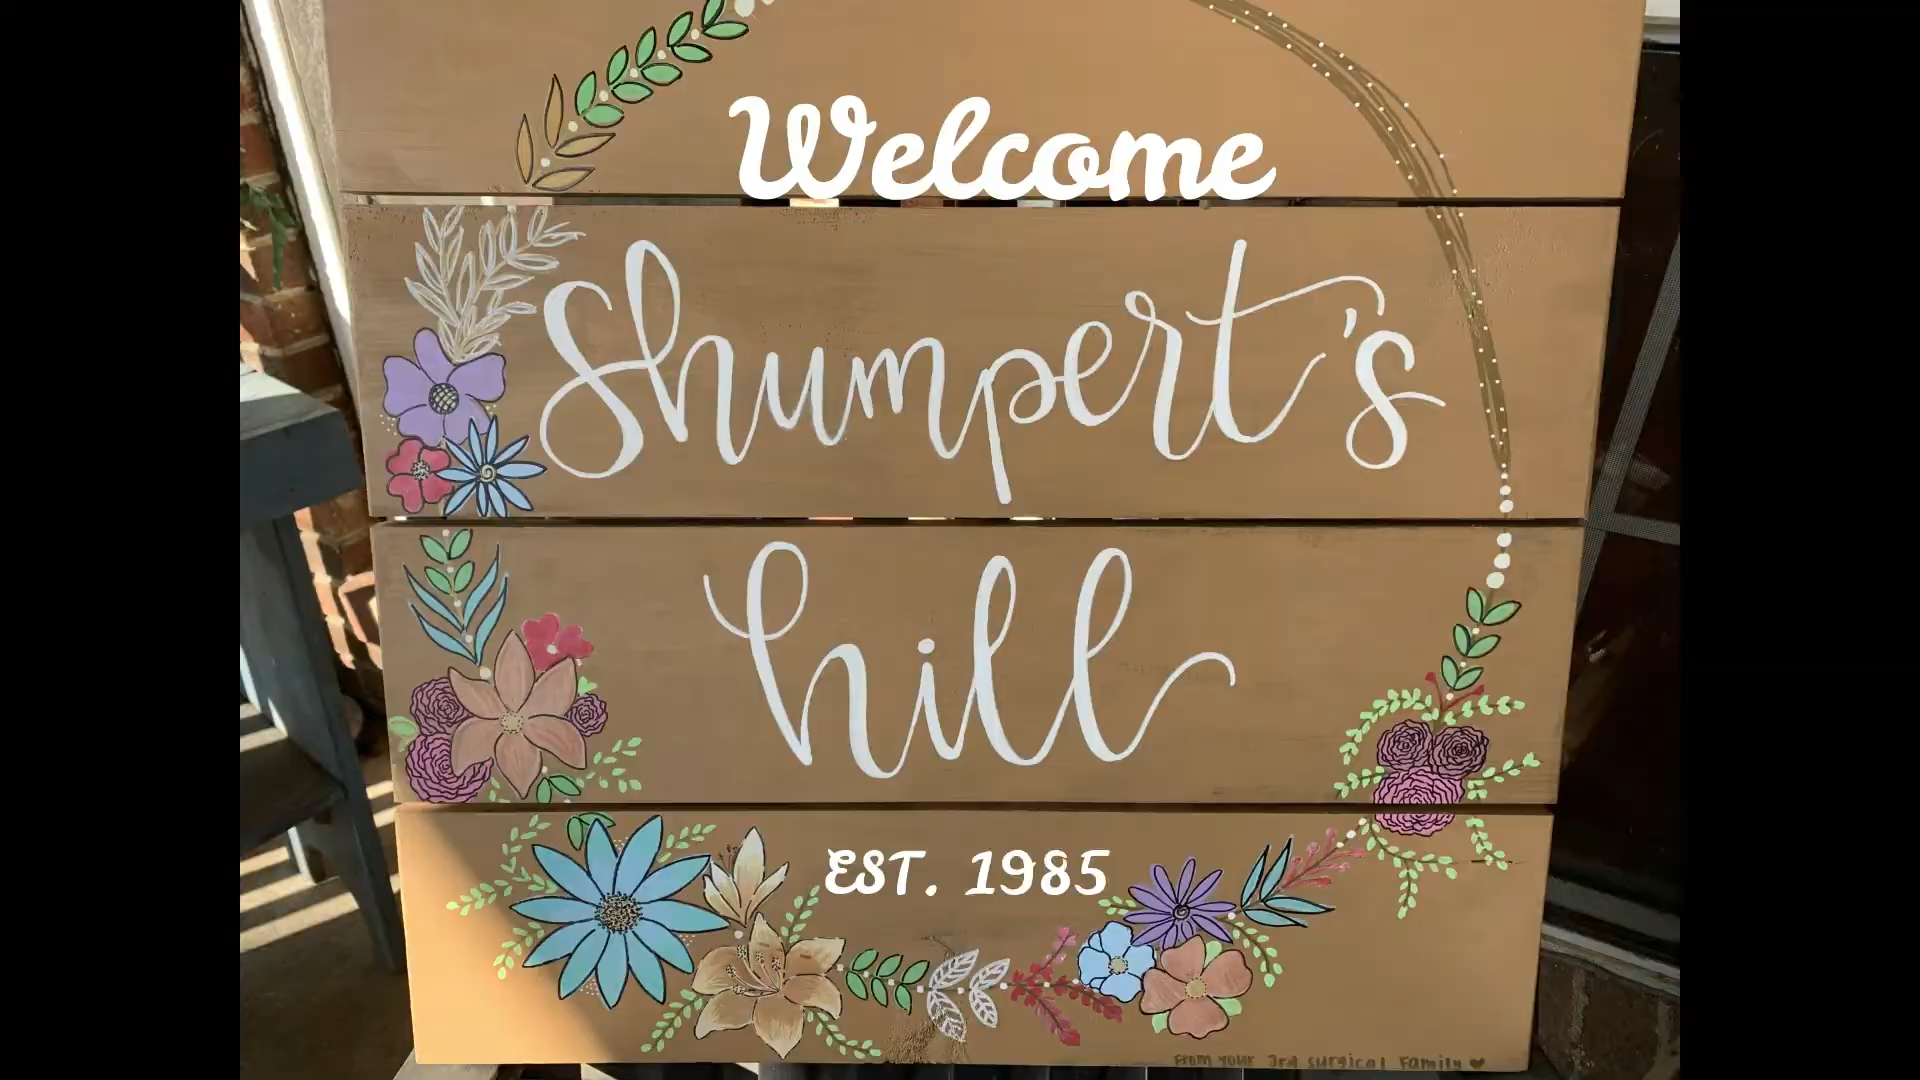 Welcome
Shumpert's
hill
EST. 1985
From your 3rd surgical Family ♥